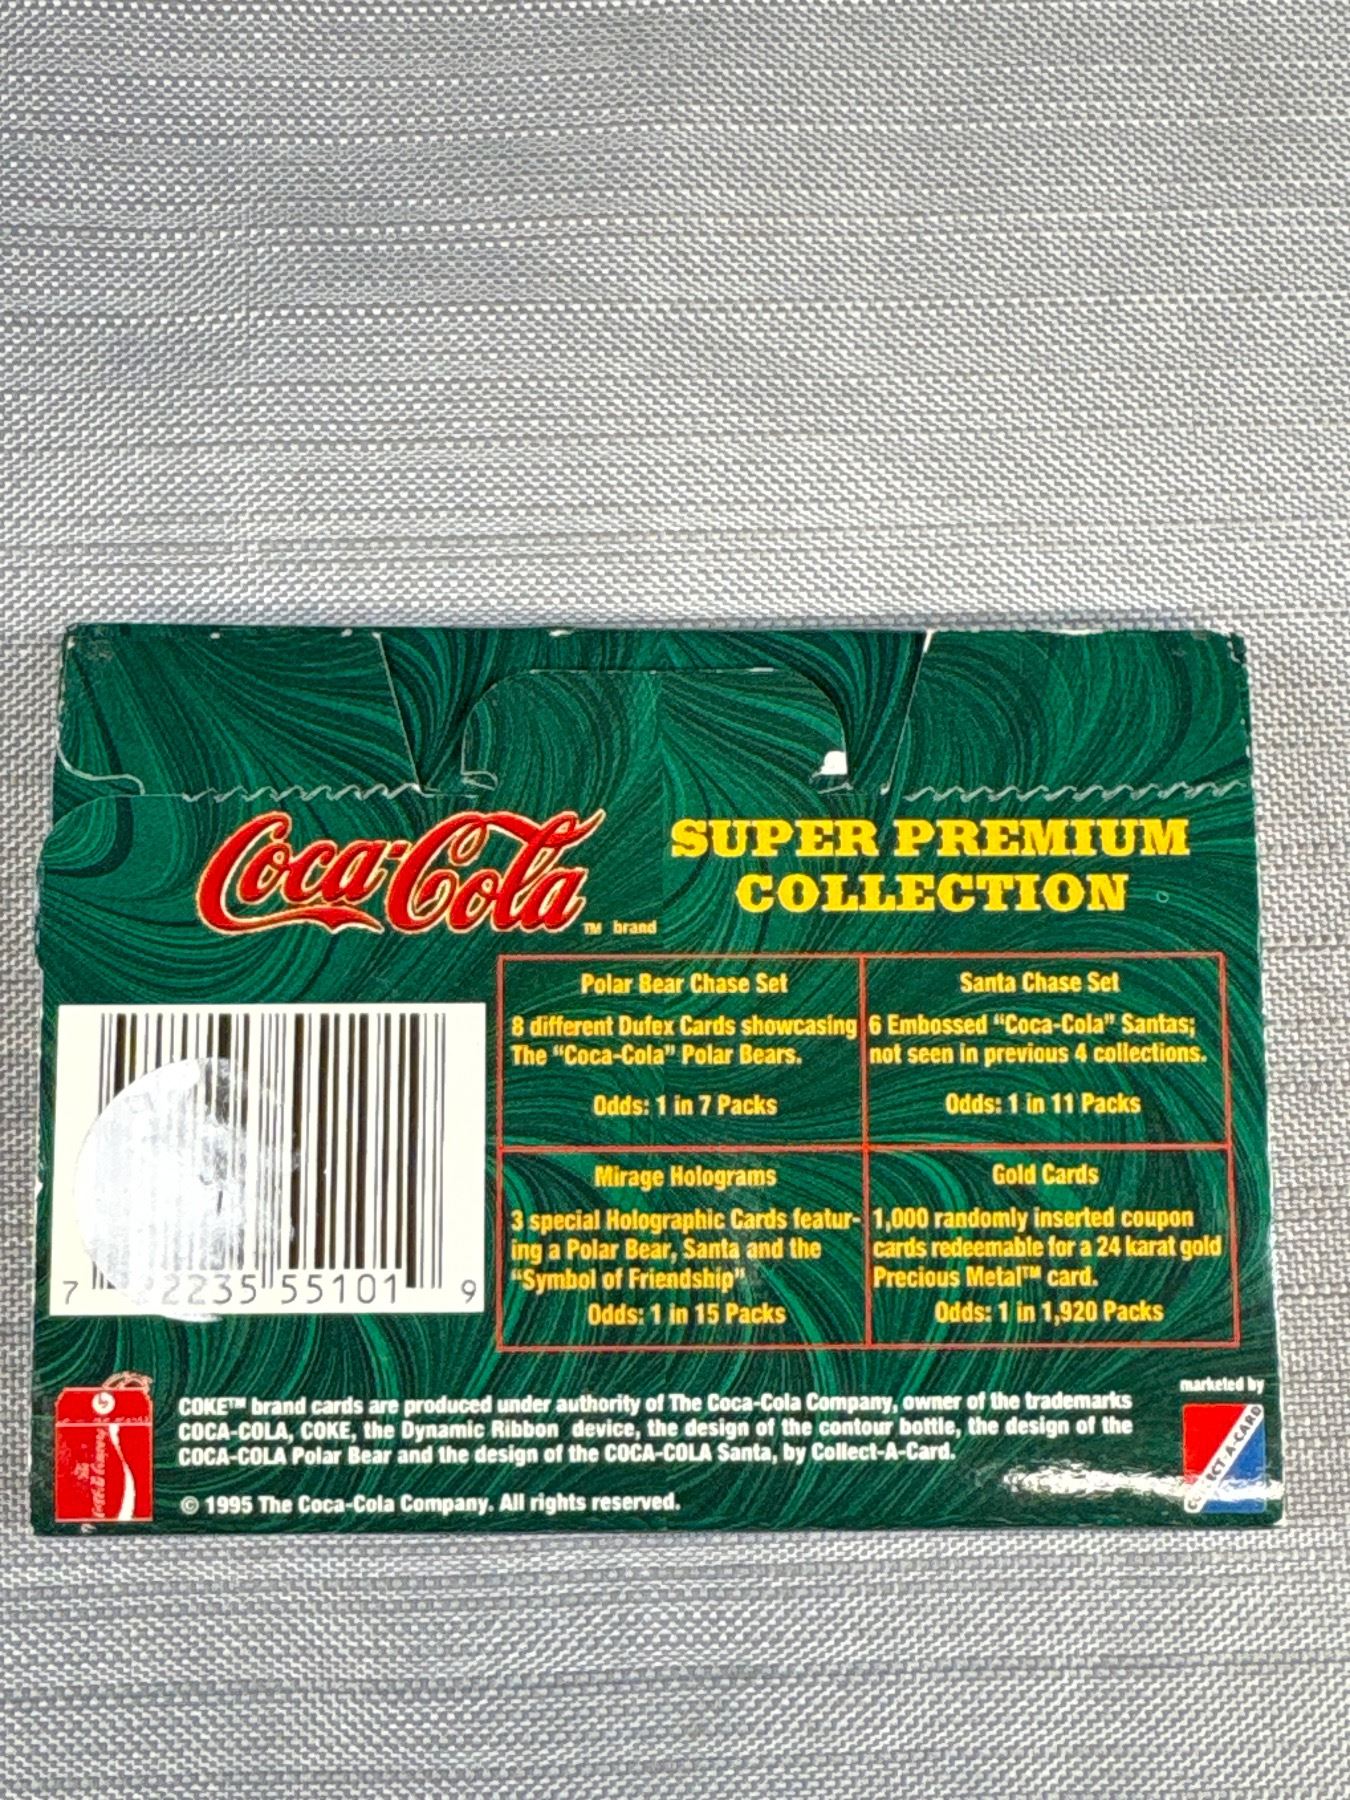 Coca-Cola
™ brand
SUPER PREMIUM
COLLECTION
Polar Bear Chase Set
8 different Dufex Cards showcasing
The “Coca-Cola” Polar Bears.
Odds: 1 in 7 Packs
Santa Chase Set
6 Embossed “Coca-Cola” Santas;
not seen in previous 4 collections.
Odds: 1 in 11 Packs
Mirage Holograms
3 special Holographic Cards featur-
ing a Polar Bear, Santa and the
“Symbol of Friendship”
Odds: 1 in 15 Packs
Gold Cards
1,000 randomly inserted coupon
cards redeemable for a 24 karat gold
Precious Metal™ card.
Odds: 1 in 1,920 Packs
7 22235 55101 9
COKE™ brand cards are produced under authority of The Coca-Cola Company, owner of the trademarks
COCA-COLA, COKE, the Dynamic Ribbon device, the design of the contour bottle, the design of the
COCA-COLA Polar Bear and the design of the COCA-COLA Santa, by Collect-A-Card.
© 1995 The Coca-Cola Company. All rights reserved.
marketed by
COLLECT-A-CARD